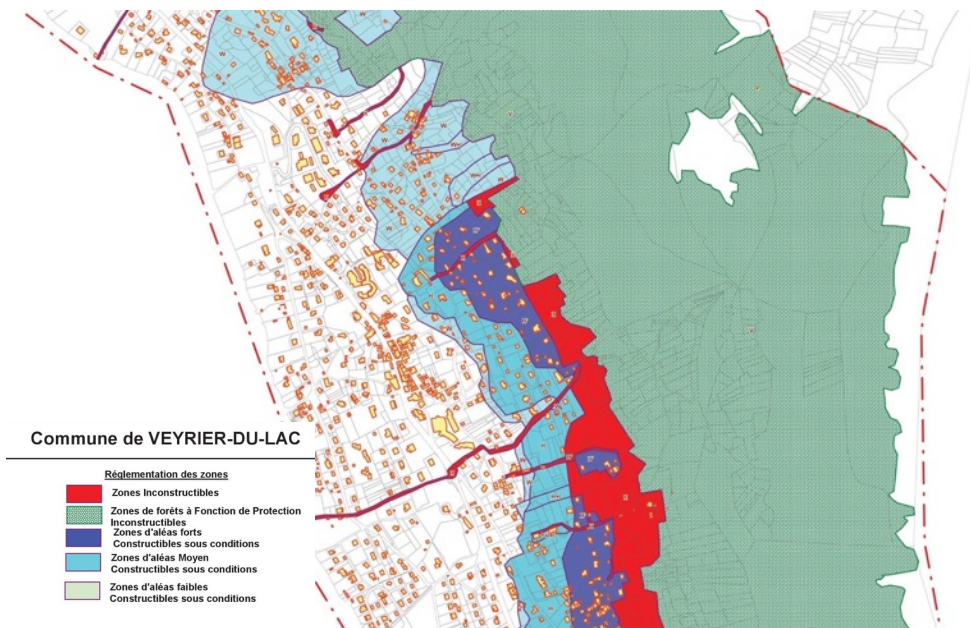 Commune de VEYRIER-DU-LAC
Réglementation des zones
Zones Inconstructibles
Zones de forêts à Fonction de Protection
Inconstructibles
Zones d'aléas forts
Constructibles sous conditions
Zones d'aléas Moyen
Constructibles sous conditions
Zones d'aléas faibles
Constructibles sous conditions